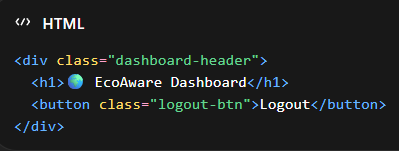 </> HTML
<div class="dashboard-header">
<h1>🌍 EcoAware Dashboard</h1>
<button class="logout-btn">Logout</button>
</div>